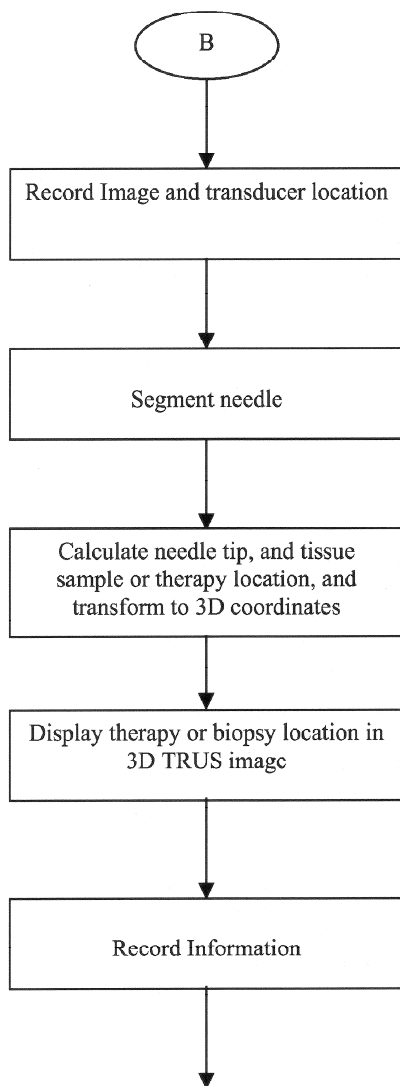 B
Record Image and transducer location
Segment needle
Calculate needle tip, and tissue
sample or therapy location, and
transform to 3D coordinates
Display therapy or biopsy location in
3D TRUS image
Record Information